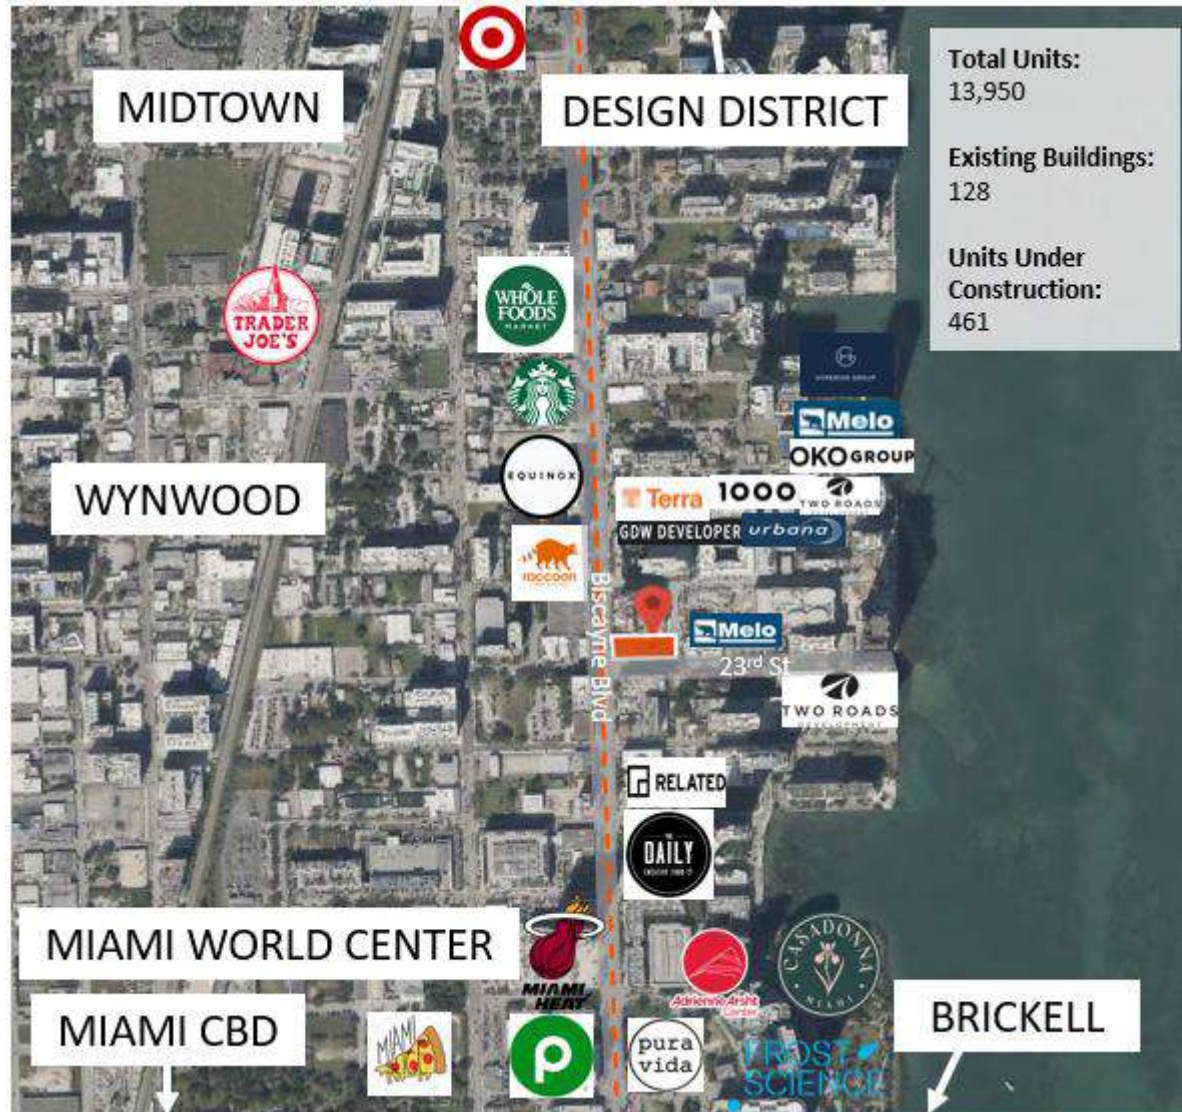 MIDTOWN
DESIGN DISTRICT
Total Units:
13,950
Existing Buildings:
128
Units Under
Construction:
461
WHOLE
FOODS
MARKET
TRADER
JOE'S
Melo
OKO GROUP
EQUINOX
WYNWOOD
Terra
1000
TWO ROADS
GDW DEVELOPER
urbana
raccoon
Biscayne Blvd
Melo
23rd St
TWO ROADS
DEVELOPMENT
RELATED
THE
DAILY
MIAMI WORLD CENTER
MIAMI
HEAT
Adrienne Arsht
Center
CASADONNA
MIAMI
MIAMI CBD
BRICKELL
MIAMI
p
pura
vida
FROST
SCIENCE